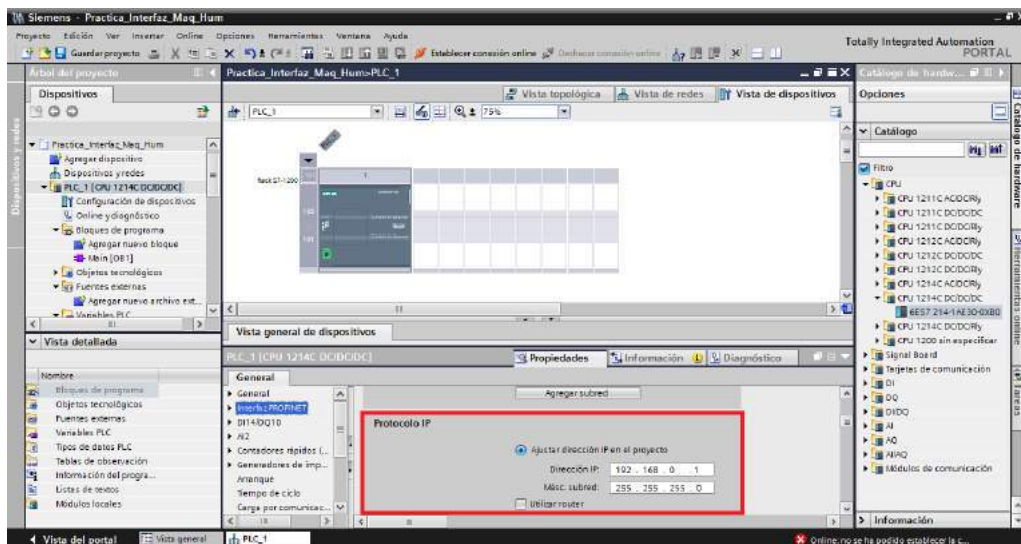 Siemens - Practica_Interfaz_Maq_Hum
Proyecto Edición Ver Insertar Online Opciones Herramientas Ventana Ayuda
Totally Integrated Automation
PORTAL
Guardar proyecto
Establecer conexión online
Deshacer conexión online
Árbol del proyecto
Dispositivos
Dispositivos y redes
Practica_Interfaz_Maq_Hum
Agregar dispositivo
Dispositivos y redes
PLC_1 [CPU 1214C DC/DC/DC]
Configuración de dispositivos
Online y diagnóstico
Bloques de programa
Agregar nuevo bloque
Main [OB1]
Objetos tecnológicos
Fuentes externas
Agregar nuevo archivo ext...
Variables PLC
Vista detallada
Nombre
Bloques de programa
Objetos tecnológicos
Fuentes externas
Variables PLC
Tipos de datos PLC
Tablas de observación
Información del progra...
Listas de textos
Módulos locales
Practica_Interfaz_Maq_Hum▸PLC_1
Vista topológica
Vista de redes
Vista de dispositivos
PLC_1
75%
Rack S7-1200
1
Vista general de dispositivos
PLC_1 [CPU 1214C DC/DC/DC]
Propiedades
Información
Diagnóstico
General
General
Interfaz PROFINET
DI14/DQ10
AI2
Contadores rápidos (...
Generadores de imp...
Arranque
Tiempo de ciclo
Carga por comunicac...
Agregar subred
Protocolo IP
Ajustar dirección IP en el proyecto
Dirección IP: 192 . 168 . 0 . 1
Másc. subred: 255 . 255 . 255 . 0
Utilizar router
Catálogo de hardw...
Opciones
Catálogo
Filtro
CPU
CPU 1211C AC/DC/Rly
CPU 1211C DC/DC/DC
CPU 1211C DC/DC/Rly
CPU 1212C AC/DC/Rly
CPU 1212C DC/DC/DC
CPU 1212C DC/DC/Rly
CPU 1214C AC/DC/Rly
CPU 1214C DC/DC/DC
6ES7 214-1AE30-0XB0
CPU 1214C DC/DC/Rly
CPU 1200 sin especificar
Signal Board
Tarjetas de comunicación
DI
DQ
DI/DQ
AI
AQ
AI/AQ
Módulos de comunicación
Información
Catálogo de hardware
Herramientas online
Tareas
Vista del portal
Vista general
PLC_1
Online: no se ha podido establecer la c...